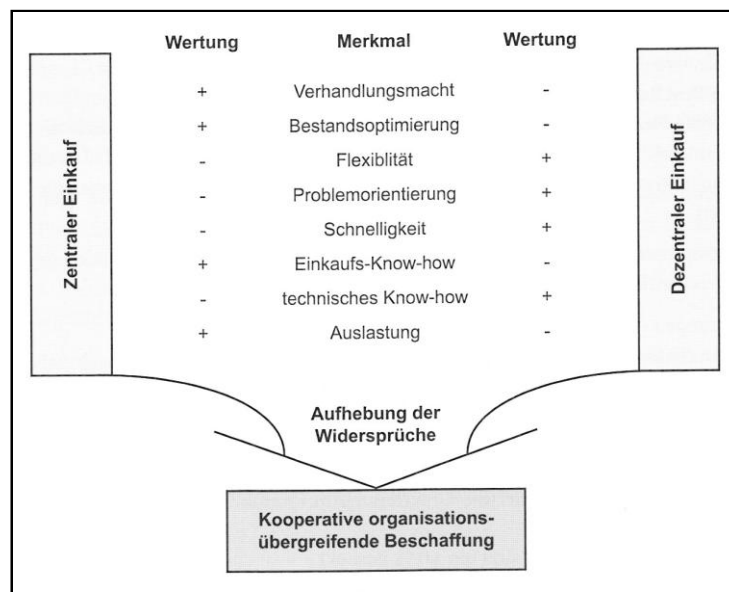 Wertung Merkmal Wertung
+ Verhandlungsmacht -
+ Bestandsoptimierung -
- Flexiblität +
- Problemorientierung +
- Schnelligkeit +
+ Einkaufs-Know-how -
- technisches Know-how +
+ Auslastung -
Zentraler Einkauf
Dezentraler Einkauf
Aufhebung der
Widersprüche
Kooperative organisations-
übergreifende Beschaffung